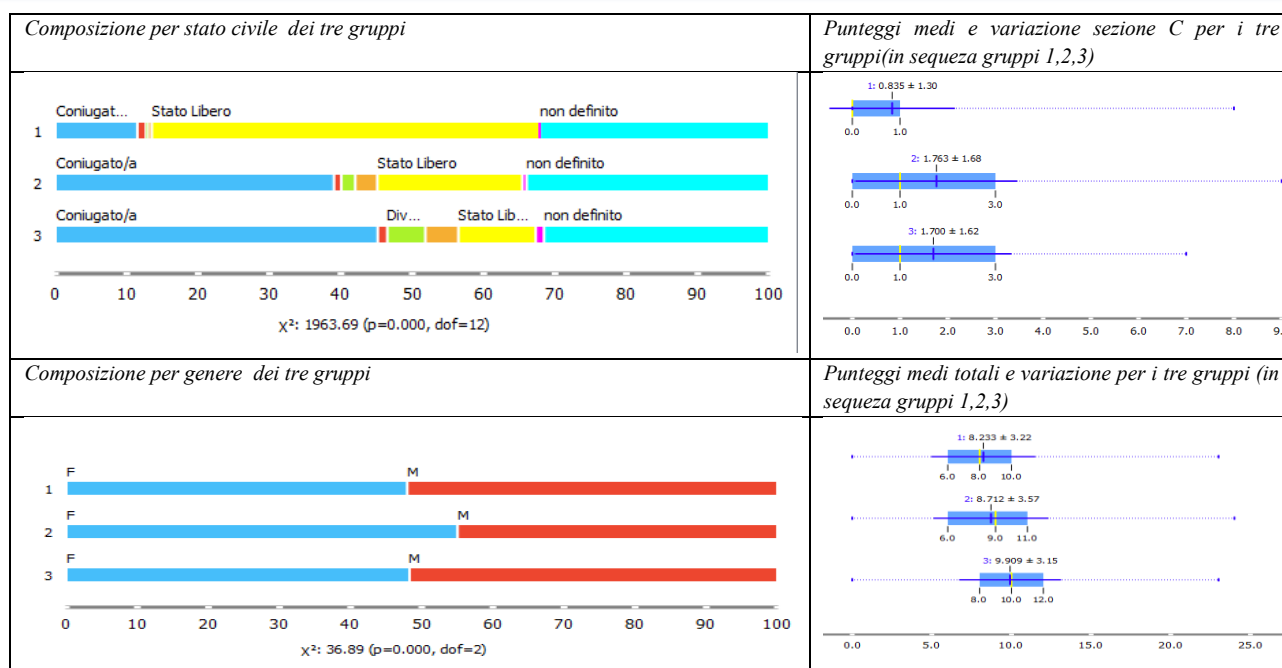 Composizione per stato civile  dei tre gruppi
Coniugat... Stato Libero non definito
1
Coniugato/a Stato Libero non definito
2
Coniugato/a Div... Stato Lib... non definito
3
0 10 20 30 40 50 60 70 80 90 100
χ²: 1963.69 (p=0.000, dof=12)
Punteggi medi e variazione sezione C per i tre
gruppi(in sequeza gruppi 1,2,3)
1: 0.835 ± 1.30
0.0 1.0
2: 1.763 ± 1.68
0.0 1.0 3.0
3: 1.700 ± 1.62
0.0 1.0 3.0
0.0 1.0 2.0 3.0 4.0 5.0 6.0 7.0 8.0 9.
Composizione per genere  dei tre gruppi
F M
1
F M
2
F M
3
0 10 20 30 40 50 60 70 80 90 100
χ²: 36.89 (p=0.000, dof=2)
Punteggi medi totali e variazione per i tre gruppi (in
sequeza gruppi 1,2,3)
1: 8.233 ± 3.22
6.0 8.0 10.0
2: 8.712 ± 3.57
6.0 9.0 11.0
3: 9.909 ± 3.15
8.0 10.0 12.0
0.0 5.0 10.0 15.0 20.0 25.0